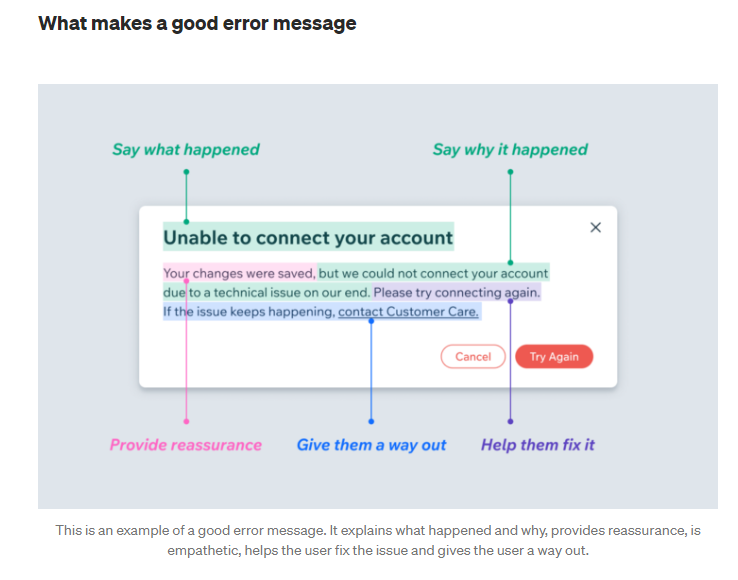 What makes a good error message
Say what happened
Say why it happened
Unable to connect your account
Your changes were saved, but we could not connect your account
due to a technical issue on our end. Please try connecting again.
If the issue keeps happening, contact Customer Care.
Cancel
Try Again
Provide reassurance
Give them a way out
Help them fix it
This is an example of a good error message. It explains what happened and why, provides reassurance, is
empathetic, helps the user fix the issue and gives the user a way out.